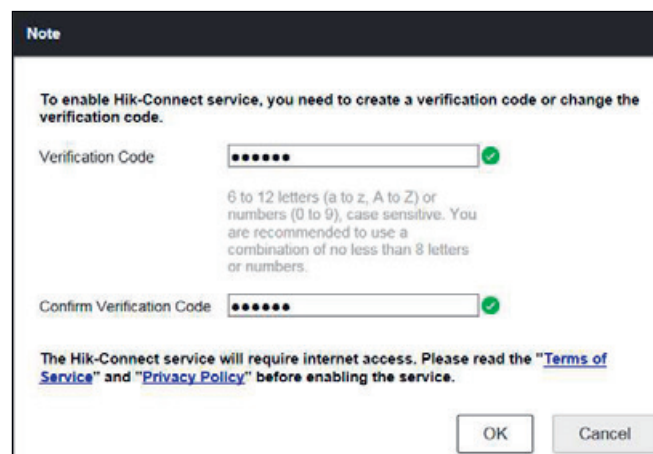 Note
To enable Hik-Connect service, you need to create a verification code or change the
verification code.
Verification Code ●●●●●●
6 to 12 letters (a to z, A to Z) or
numbers (0 to 9), case sensitive. You
are recommended to use a
combination of no less than 8 letters
or numbers.
Confirm Verification Code ●●●●●●
The Hik-Connect service will require internet access. Please read the "Terms of
Service" and "Privacy Policy" before enabling the service.
OK Cancel